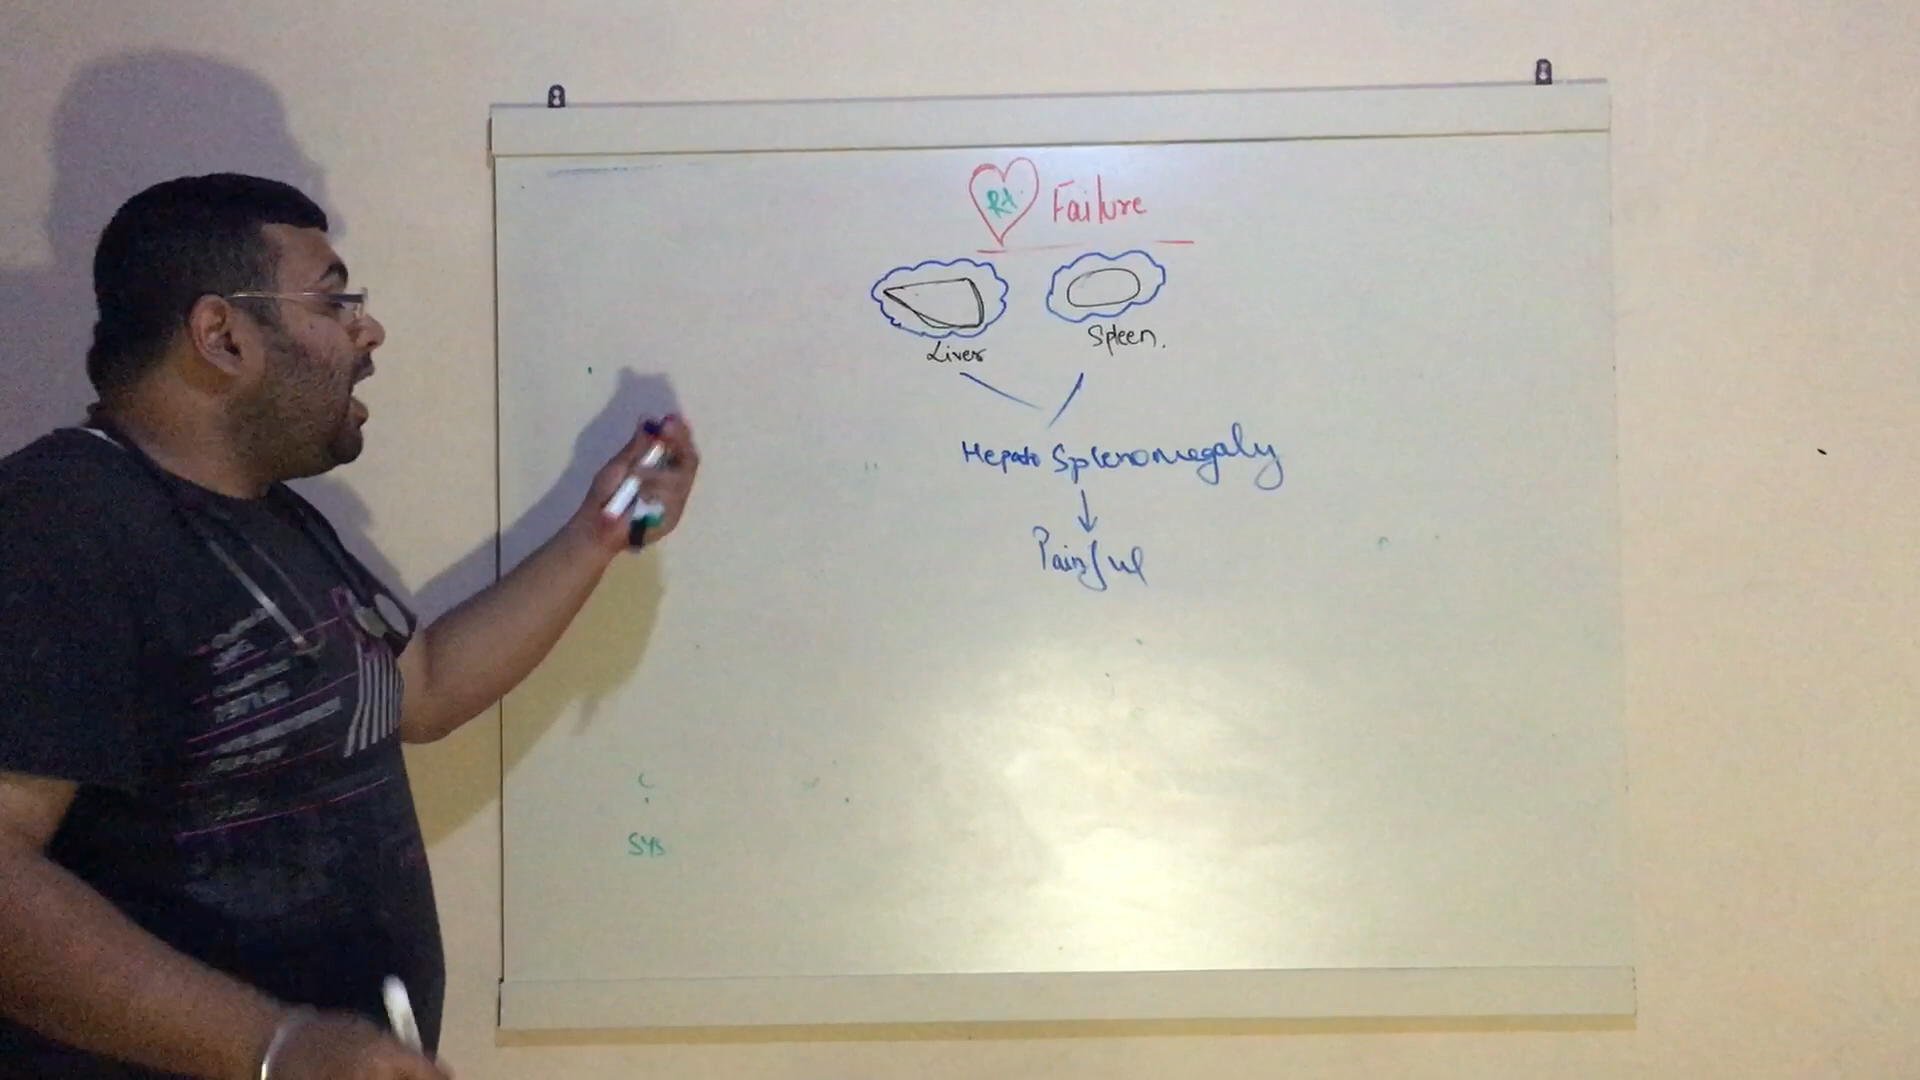 Rt Failure
Liver
Spleen.
Hepato Splenomegaly
Painful
SYS